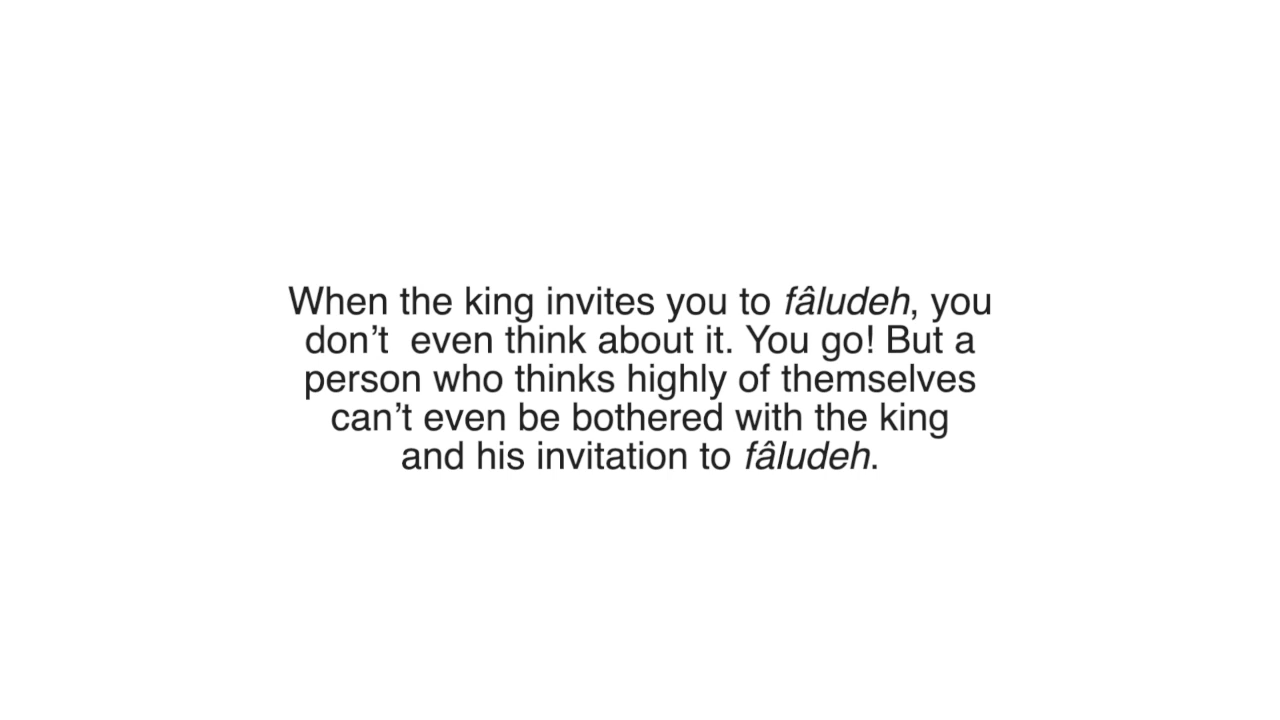 When the king invites you to fâludeh, you
don’t  even think about it. You go! But a
person who thinks highly of themselves
can’t even be bothered with the king
and his invitation to fâludeh.